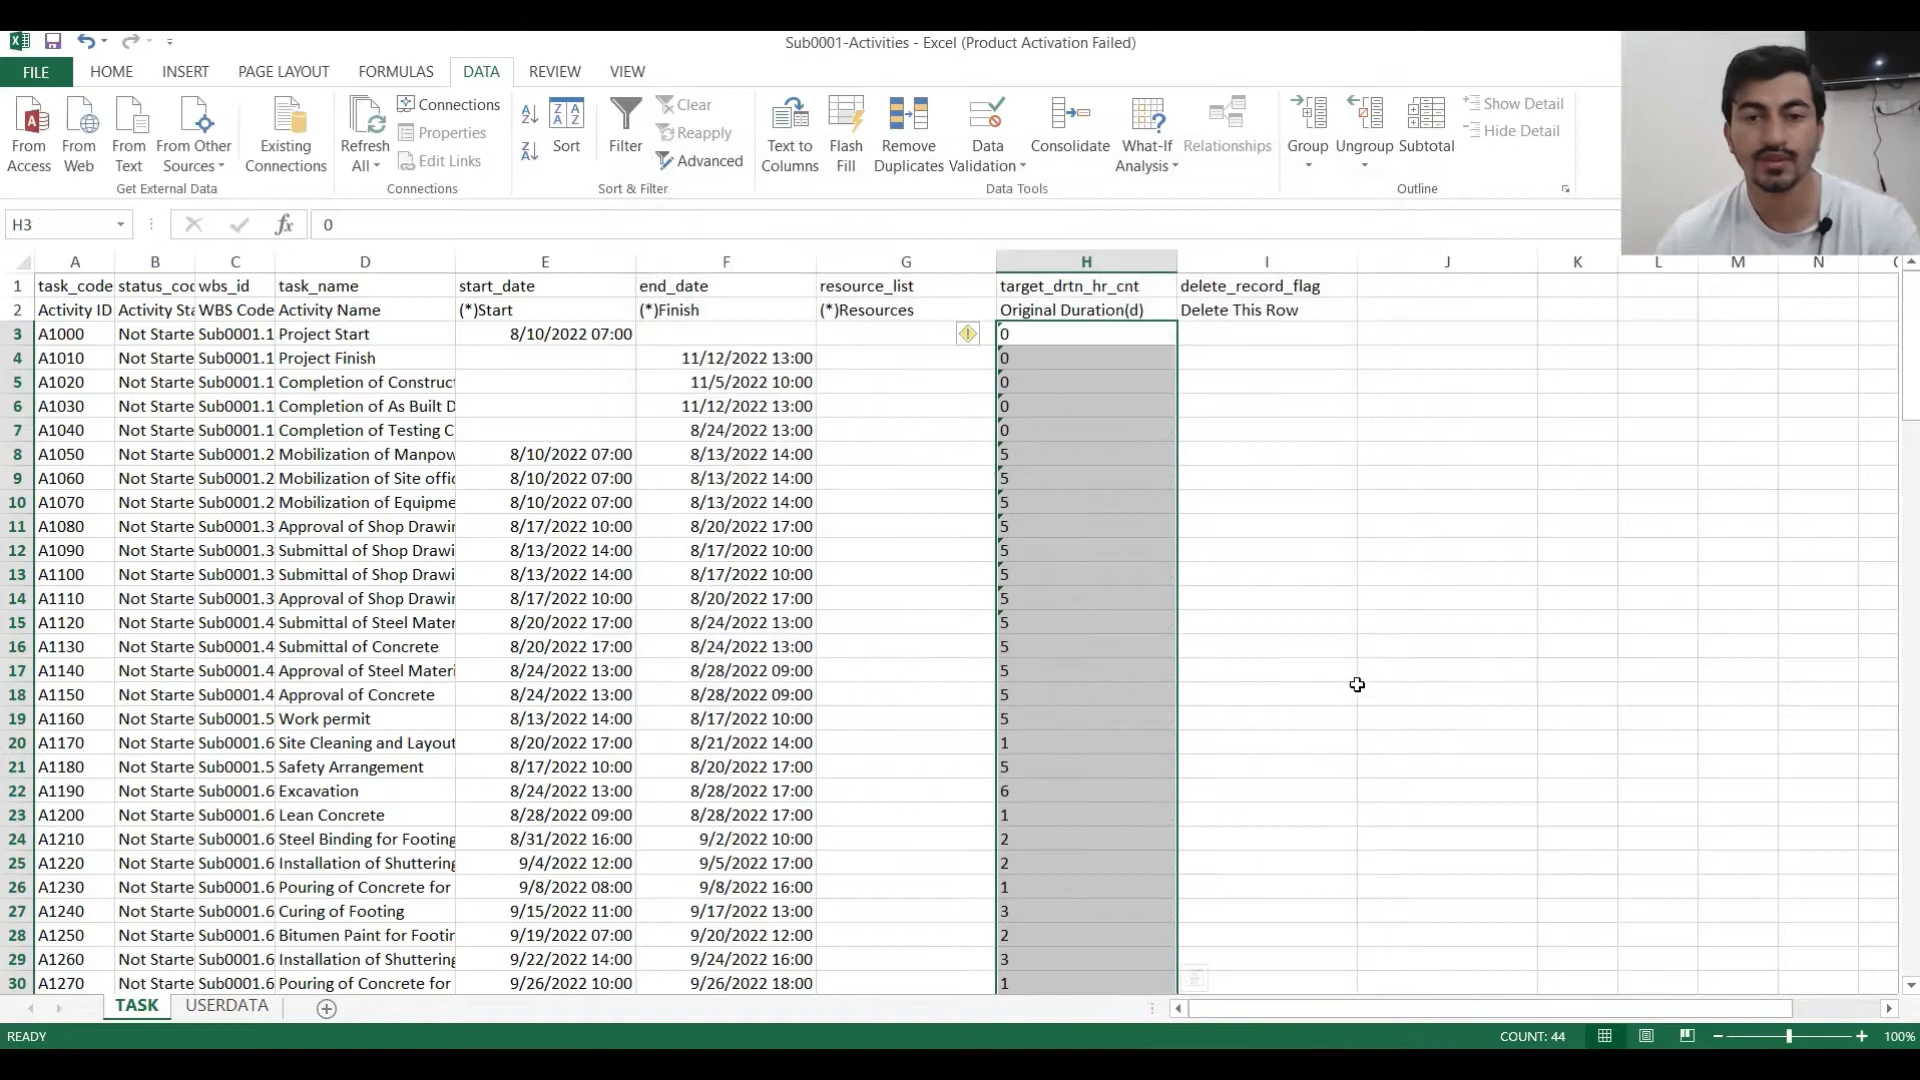 Sub0001-Activities - Excel (Product Activation Failed)
FILE HOME INSERT PAGE LAYOUT FORMULAS DATA REVIEW VIEW
From Access
From Web
From Text
From Other Sources
Existing Connections
Get External Data
Refresh All
Connections
Properties
Edit Links
Connections
Sort
Filter
Clear
Reapply
Advanced
Sort & Filter
Text to Columns
Flash Fill
Remove Duplicates
Data Validation
Consolidate
What-If Analysis
Relationships
Data Tools
Group
Ungroup
Subtotal
Show Detail
Hide Detail
Outline
H3 fx 0
A B C D E F G H I J K L M N
1 task_code status_cod wbs_id task_name start_date end_date resource_list target_drtn_hr_cnt delete_record_flag
2 Activity ID Activity Sta WBS Code Activity Name (*)Start (*)Finish (*)Resources Original Duration(d) Delete This Row
3 A1000 Not Starte Sub0001.1 Project Start 8/10/2022 07:00 0
4 A1010 Not Starte Sub0001.1 Project Finish 11/12/2022 13:00 0
5 A1020 Not Starte Sub0001.1 Completion of Construct 11/5/2022 10:00 0
6 A1030 Not Starte Sub0001.1 Completion of As Built D 11/12/2022 13:00 0
7 A1040 Not Starte Sub0001.1 Completion of Testing C 8/24/2022 13:00 0
8 A1050 Not Starte Sub0001.2 Mobilization of Manpow 8/10/2022 07:00 8/13/2022 14:00 5
9 A1060 Not Starte Sub0001.2 Mobilization of Site offic 8/10/2022 07:00 8/13/2022 14:00 5
10 A1070 Not Starte Sub0001.2 Mobilization of Equipme 8/10/2022 07:00 8/13/2022 14:00 5
11 A1080 Not Starte Sub0001.3 Approval of Shop Drawin 8/17/2022 10:00 8/20/2022 17:00 5
12 A1090 Not Starte Sub0001.3 Submittal of Shop Drawi 8/13/2022 14:00 8/17/2022 10:00 5
13 A1100 Not Starte Sub0001.3 Submittal of Shop Drawi 8/13/2022 14:00 8/17/2022 10:00 5
14 A1110 Not Starte Sub0001.3 Approval of Shop Drawin 8/17/2022 10:00 8/20/2022 17:00 5
15 A1120 Not Starte Sub0001.4 Submittal of Steel Mater 8/20/2022 17:00 8/24/2022 13:00 5
16 A1130 Not Starte Sub0001.4 Submittal of Concrete 8/20/2022 17:00 8/24/2022 13:00 5
17 A1140 Not Starte Sub0001.4 Approval of Steel Materi 8/24/2022 13:00 8/28/2022 09:00 5
18 A1150 Not Starte Sub0001.4 Approval of Concrete 8/24/2022 13:00 8/28/2022 09:00 5
19 A1160 Not Starte Sub0001.5 Work permit 8/13/2022 14:00 8/17/2022 10:00 5
20 A1170 Not Starte Sub0001.6 Site Cleaning and Layout 8/20/2022 17:00 8/21/2022 14:00 1
21 A1180 Not Starte Sub0001.5 Safety Arrangement 8/17/2022 10:00 8/20/2022 17:00 5
22 A1190 Not Starte Sub0001.6 Excavation 8/24/2022 13:00 8/28/2022 17:00 6
23 A1200 Not Starte Sub0001.6 Lean Concrete 8/28/2022 09:00 8/28/2022 17:00 1
24 A1210 Not Starte Sub0001.6 Steel Binding for Footing 8/31/2022 16:00 9/2/2022 10:00 2
25 A1220 Not Starte Sub0001.6 Installation of Shuttering 9/4/2022 12:00 9/5/2022 17:00 2
26 A1230 Not Starte Sub0001.6 Pouring of Concrete for 9/8/2022 08:00 9/8/2022 16:00 1
27 A1240 Not Starte Sub0001.6 Curing of Footing 9/15/2022 11:00 9/17/2022 13:00 3
28 A1250 Not Starte Sub0001.6 Bitumen Paint for Footin 9/19/2022 07:00 9/20/2022 12:00 2
29 A1260 Not Starte Sub0001.6 Installation of Shuttering 9/22/2022 14:00 9/24/2022 16:00 3
30 A1270 Not Starte Sub0001.6 Pouring of Concrete for 9/26/2022 10:00 9/26/2022 18:00 1
TASK USERDATA
READY COUNT: 44 100%